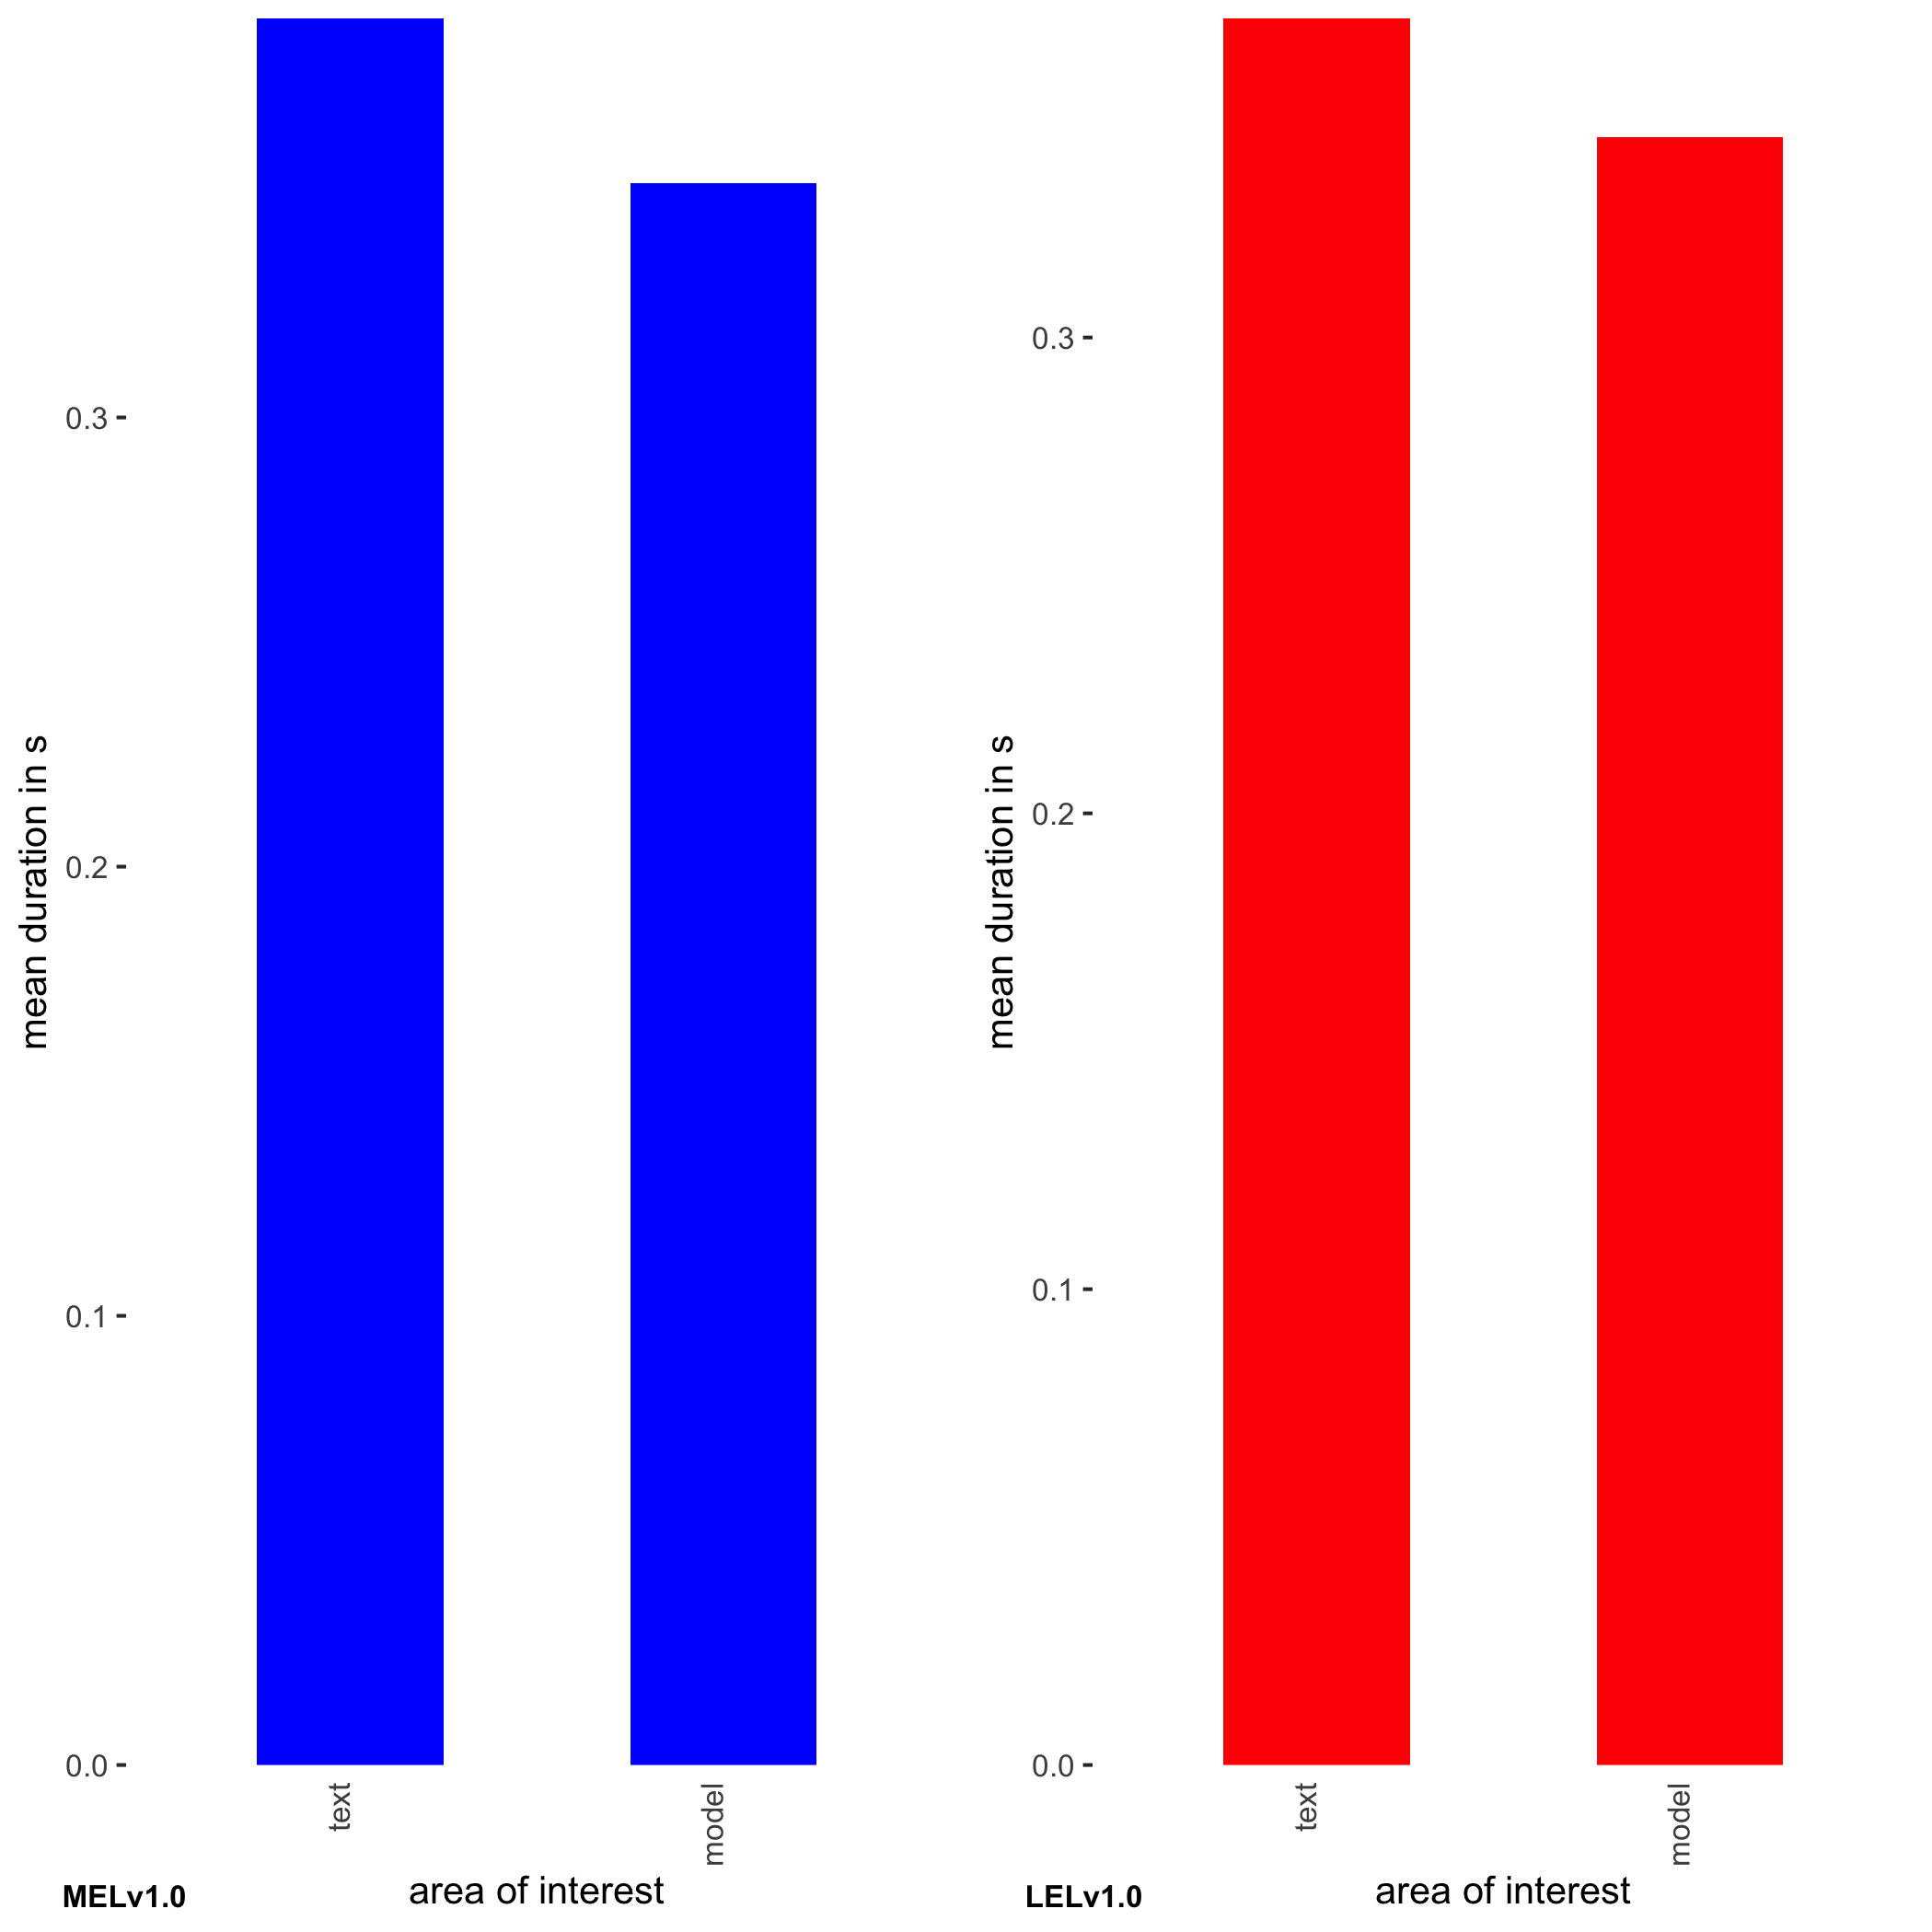 mean duration in s
0.3
0.2
0.1
0.0
text
model
area of interest
MELv1.0
mean duration in s
0.3
0.2
0.1
0.0
text
model
area of interest
LELv1.0